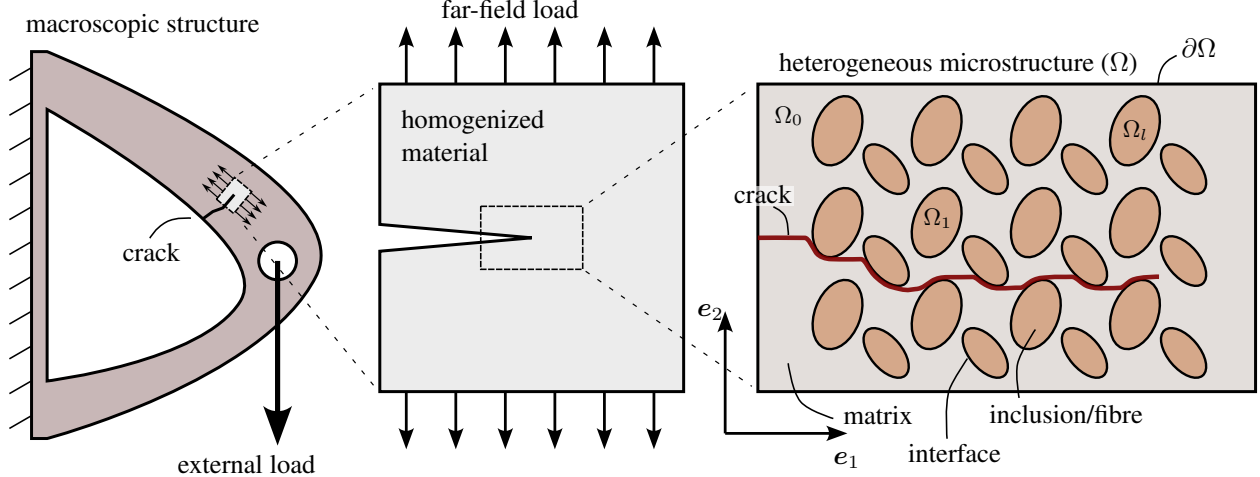 macroscopic structure
crack
external load
far-field load
homogenized
material
heterogeneous microstructure (Ω)
∂Ω
Ω₀
Ωₗ
crack
Ω₁
e₂
e₁
matrix
inclusion/fibre
interface